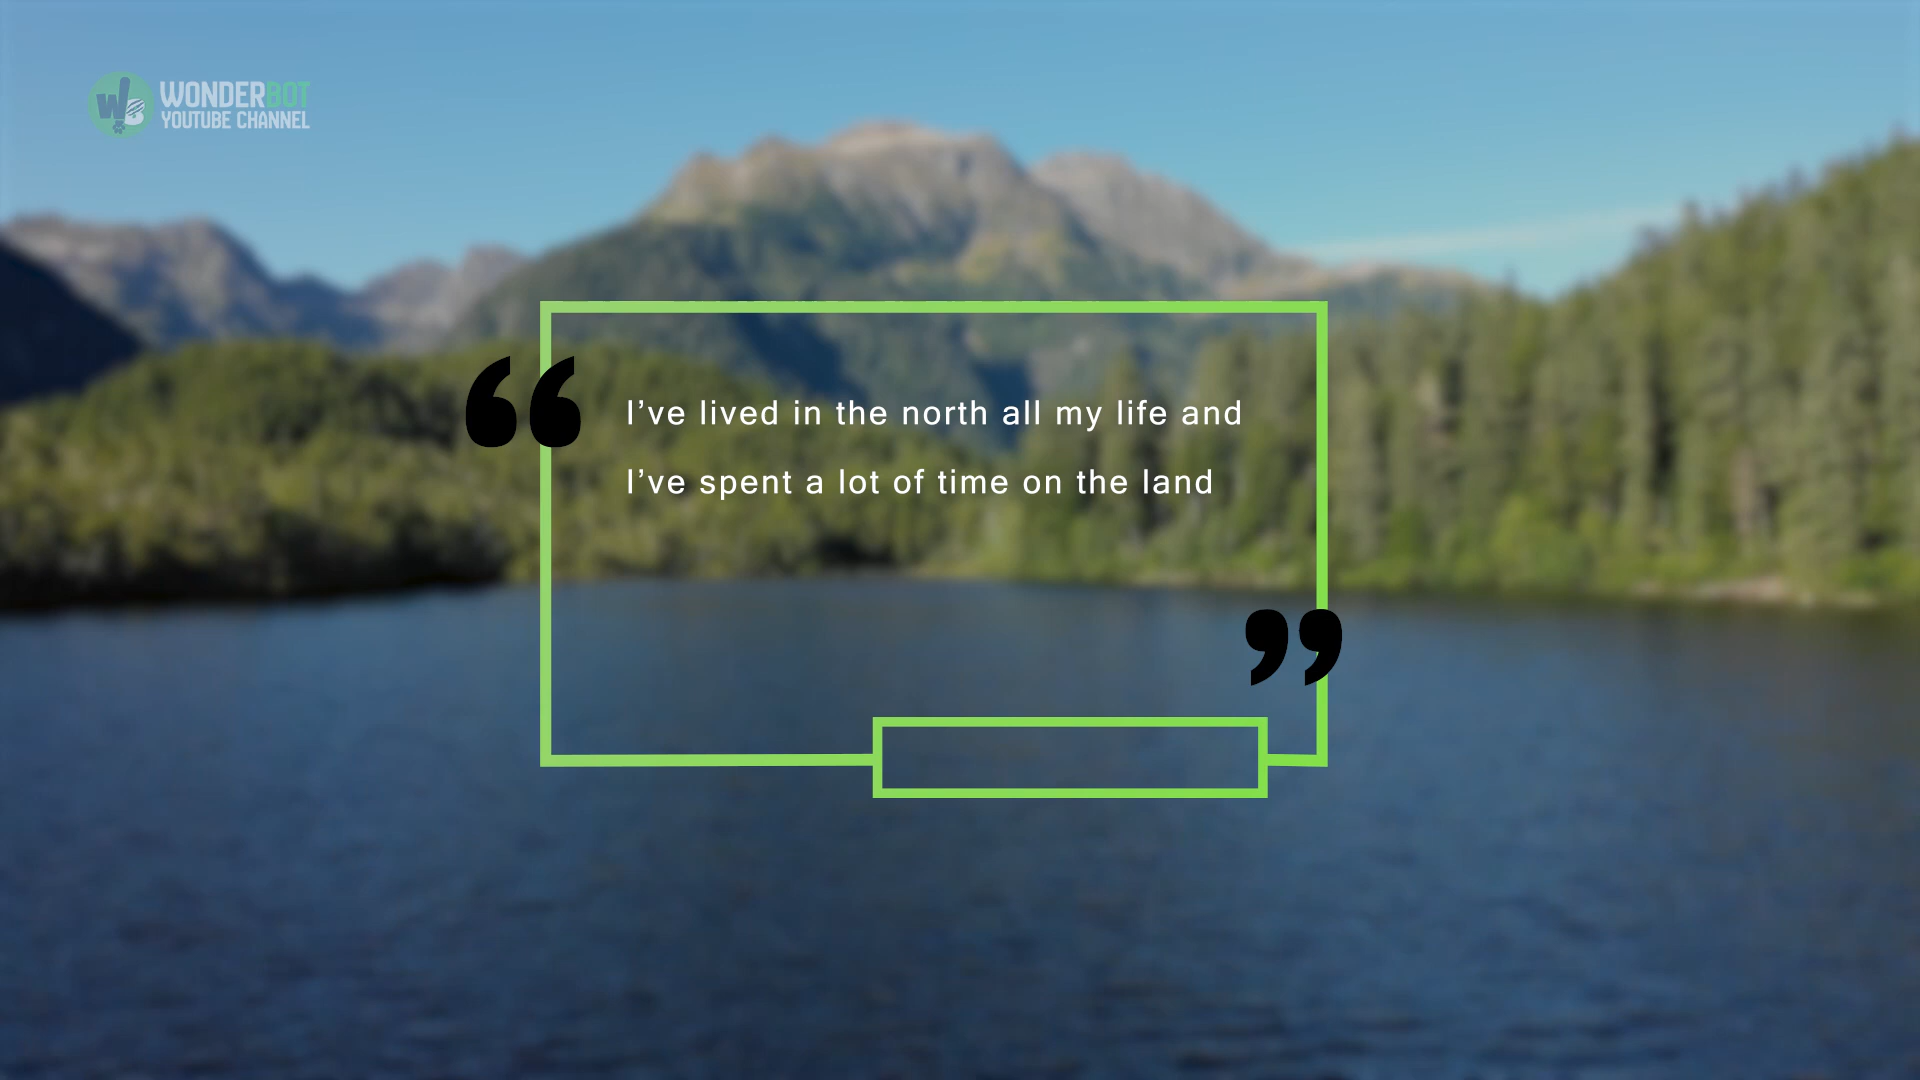 WONDERBOT
YOUTUBE CHANNEL
“
I’ve lived in the north all my life and
I’ve spent a lot of time on the land
”